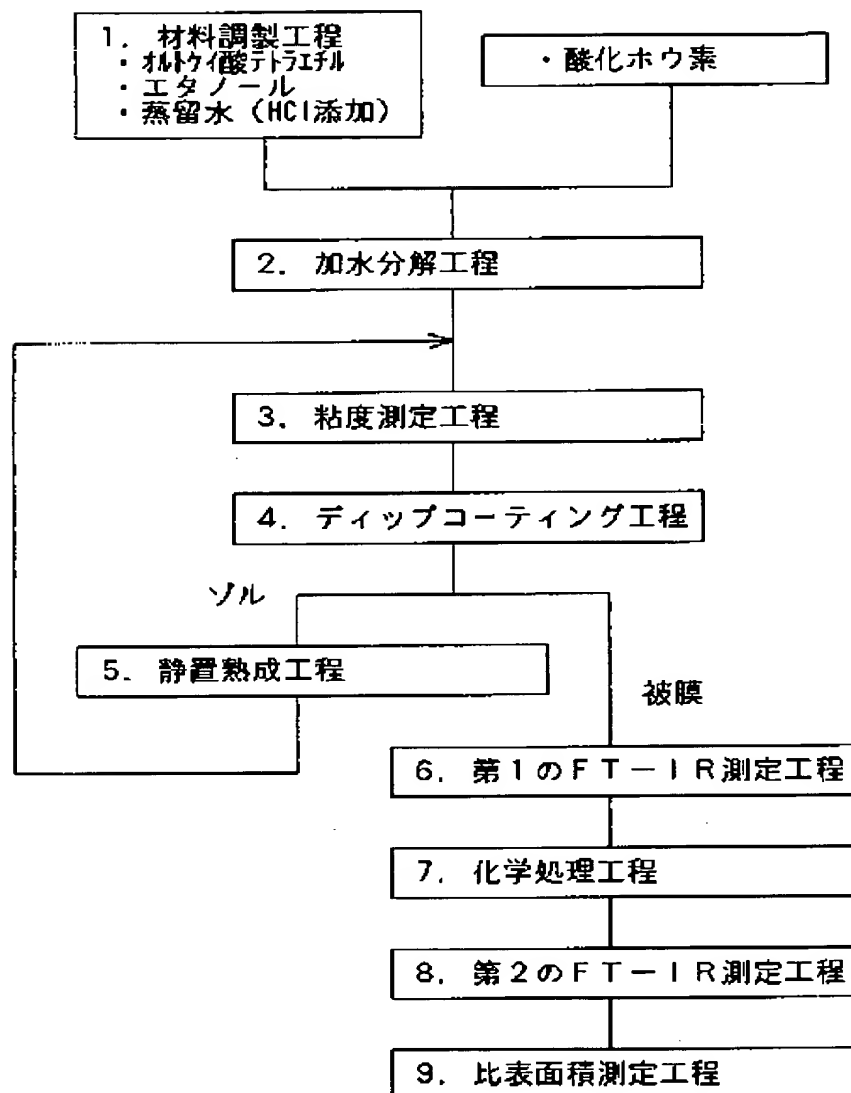 1. 材料調製工程
・オルトケイ酸テトラエチル
・エタノール
・蒸留水（HCl添加）
・酸化ホウ素
2. 加水分解工程
3. 粘度測定工程
4. ディップコーティング工程
ゾル
5. 静置熟成工程
被膜
6. 第1のFT－IR測定工程
7. 化学処理工程
8. 第2のFT－IR測定工程
9. 比表面積測定工程